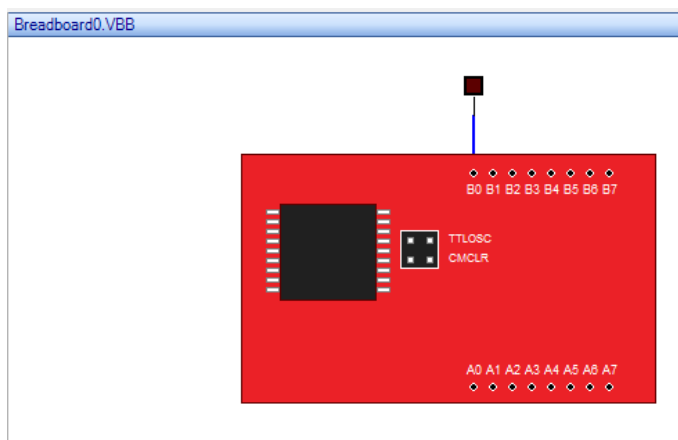 Breadboard0.VBB
B0 B1 B2 B3 B4 B5 B6 B7
TTLOSC
CMCLR
A0 A1 A2 A3 A4 A5 A6 A7